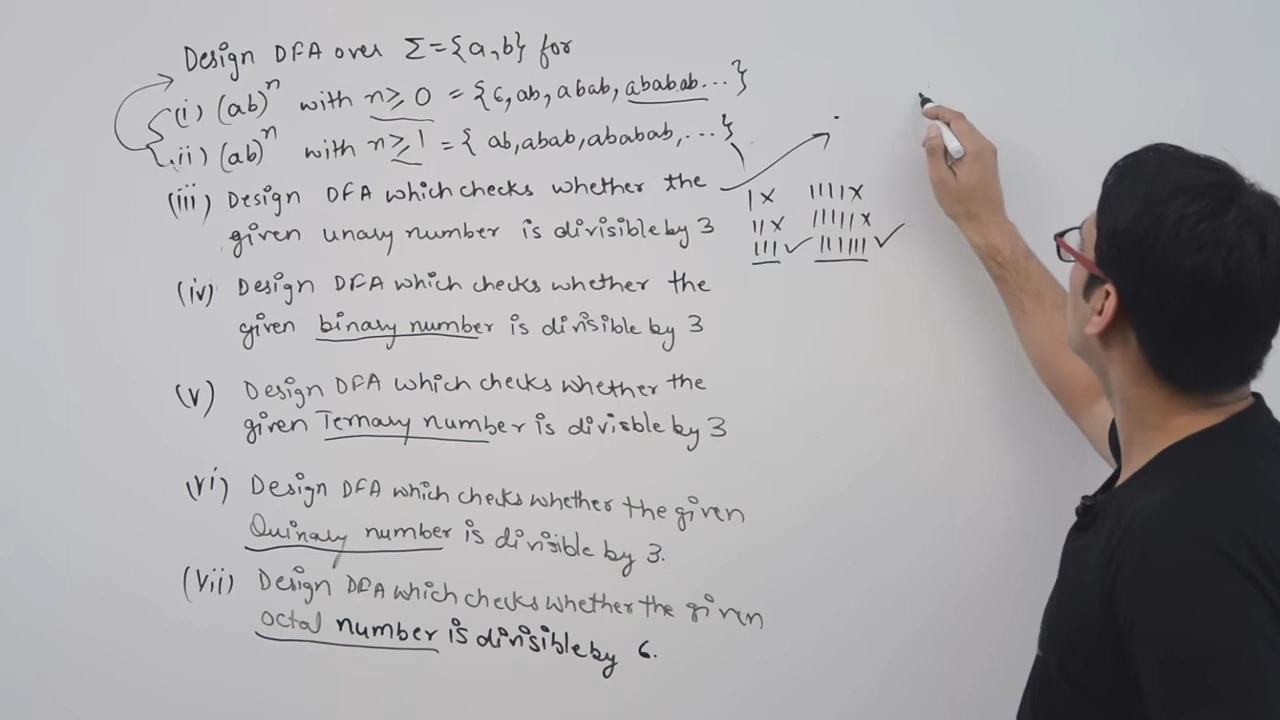 Design DFA over Σ={a,b} for
(i) (ab)^n with n≥0 = {ϵ, ab, abab, ababab...}
(ii) (ab)^n with n≥1 = { ab, abab, ababab, ...}
(iii) Design DFA which checks whether the
given unary number is divisible by 3
1 × 1111 ×
11 × 11111 ×
111 ✓ 111111 ✓
(iv) Design DFA which checks whether the
given binary number is divisible by 3
(v) Design DFA which checks whether the
given Ternary number is divisble by 3
(vi) Design DFA which checks whether the given
Quinary number is divisible by 3.
(vii) Design DFA which checks whether the given
octal number is divisible by 6.